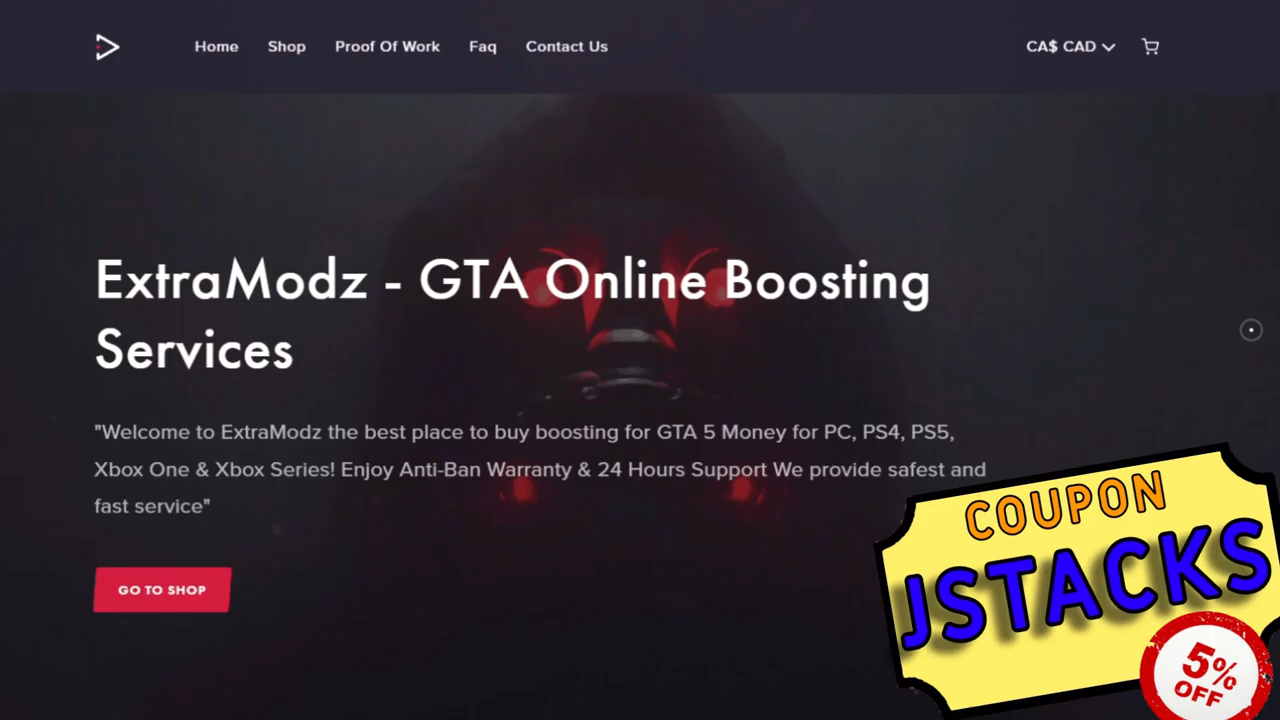 Home Shop Proof Of Work Faq Contact Us CA$ CAD
ExtraModz - GTA Online Boosting
Services
"Welcome to ExtraModz the best place to buy boosting for GTA 5 Money for PC, PS4, PS5,
Xbox One & Xbox Series! Enjoy Anti-Ban Warranty & 24 Hours Support We provide safest and
fast service"
GO TO SHOP
COUPON
JSTACKS
5%
OFF